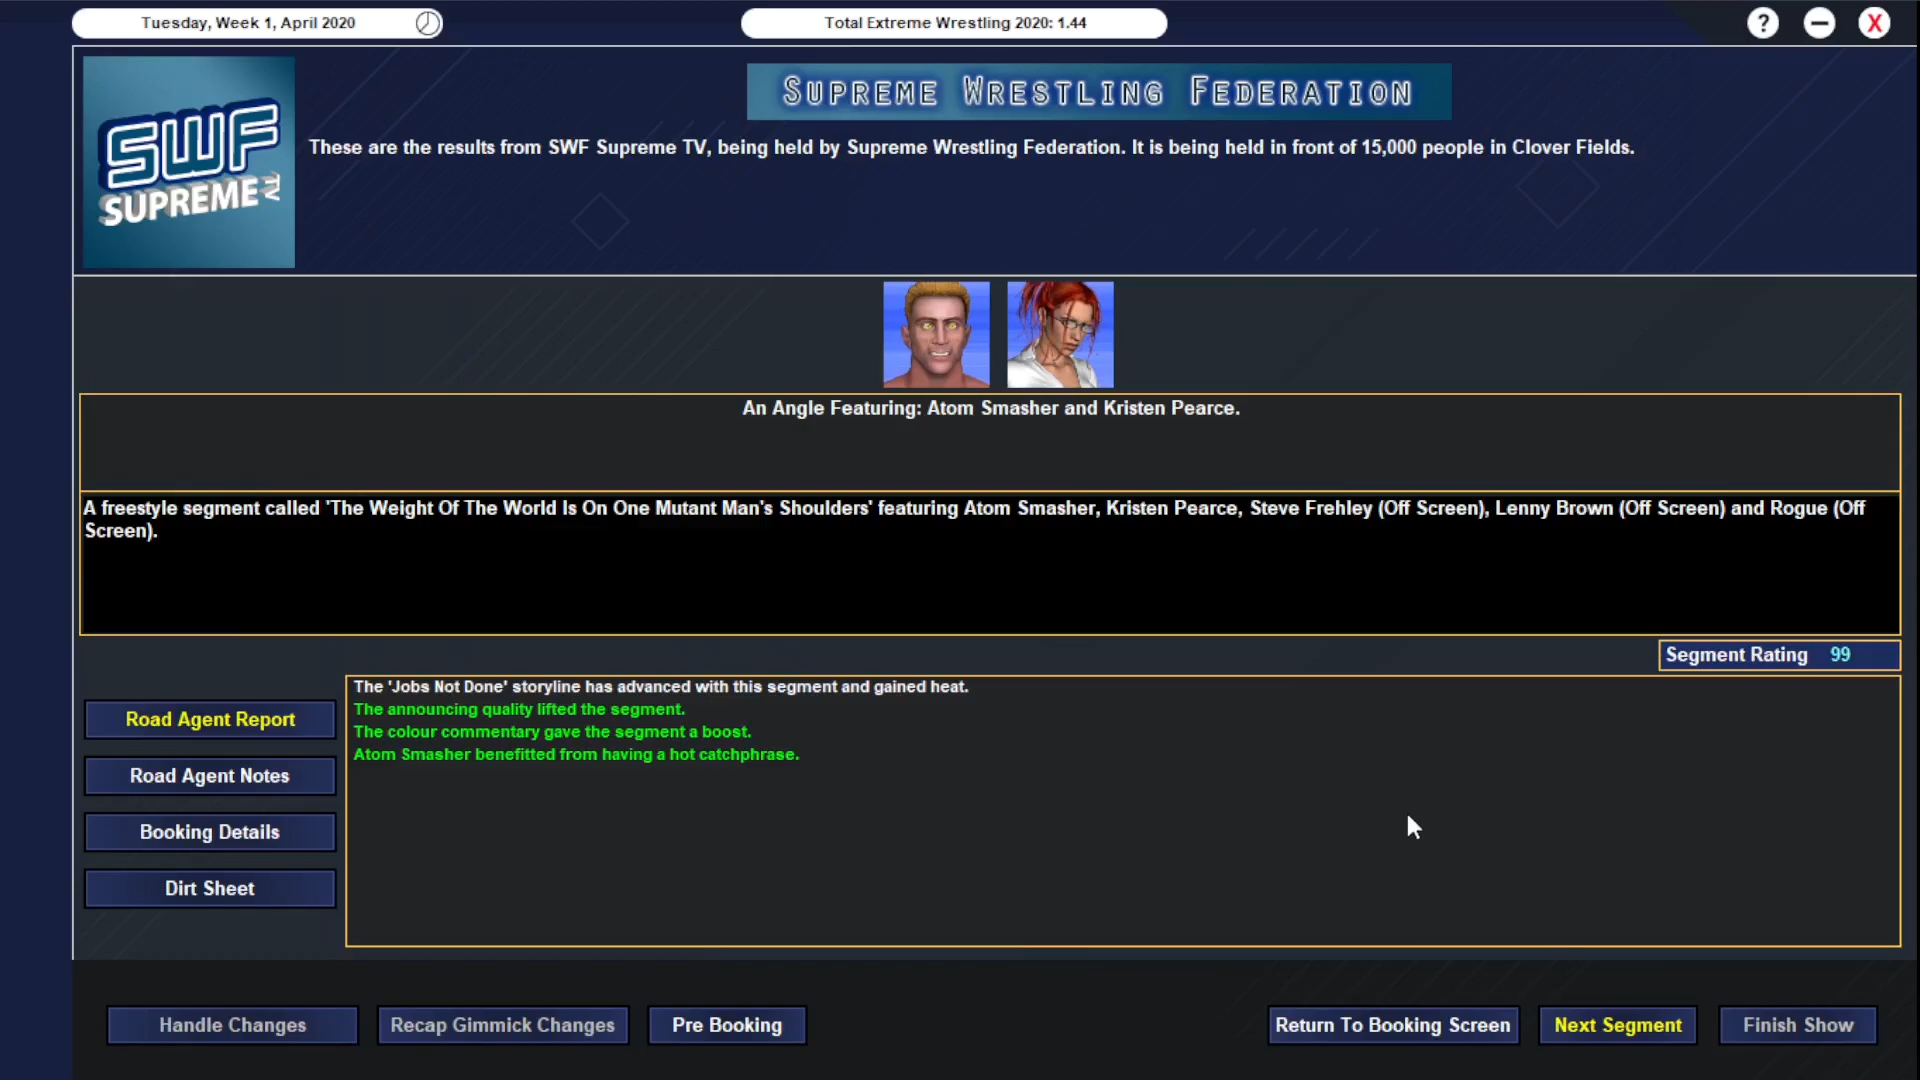 Tuesday, Week 1, April 2020
Total Extreme Wrestling 2020: 1.44
?
X
SWF
SUPREME TV
SUPREME WRESTLING FEDERATION
These are the results from SWF Supreme TV, being held by Supreme Wrestling Federation. It is being held in front of 15,000 people in Clover Fields.
An Angle Featuring: Atom Smasher and Kristen Pearce.
A freestyle segment called 'The Weight Of The World Is On One Mutant Man's Shoulders' featuring Atom Smasher, Kristen Pearce, Steve Frehley (Off Screen), Lenny Brown (Off Screen) and Rogue (Off
Screen).
Segment Rating 99
The 'Jobs Not Done' storyline has advanced with this segment and gained heat.
The announcing quality lifted the segment.
The colour commentary gave the segment a boost.
Atom Smasher benefitted from having a hot catchphrase.
Road Agent Report
Road Agent Notes
Booking Details
Dirt Sheet
Handle Changes
Recap Gimmick Changes
Pre Booking
Return To Booking Screen
Next Segment
Finish Show